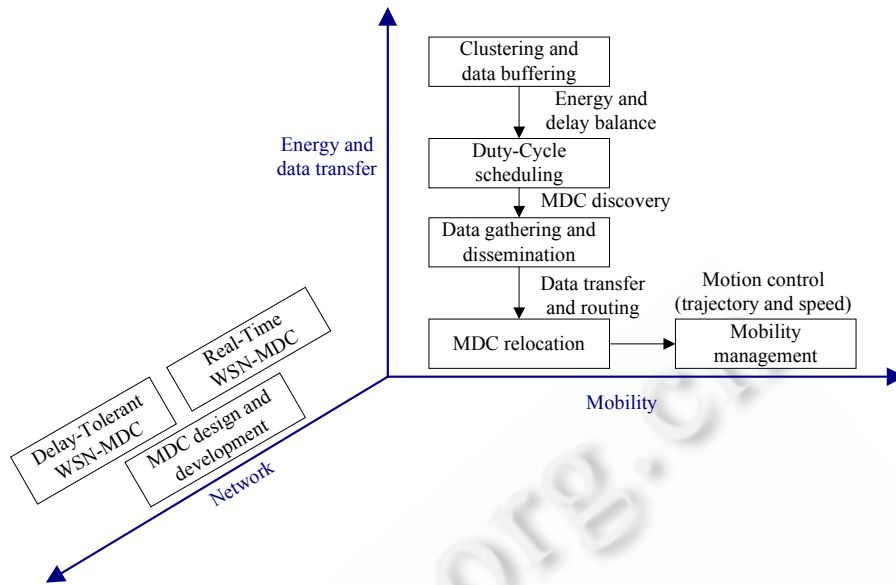 Clustering and
data buffering
Energy and
delay balance
Energy and
data transfer
Duty-Cycle
scheduling
MDC discovery
Data gathering and
dissemination
Data transfer
and routing
Motion control
(trajectory and speed)
MDC relocation
Mobility
management
Mobility
Real-Time
WSN-MDC
Delay-Tolerant
WSN-MDC
MDC design and
development
Network